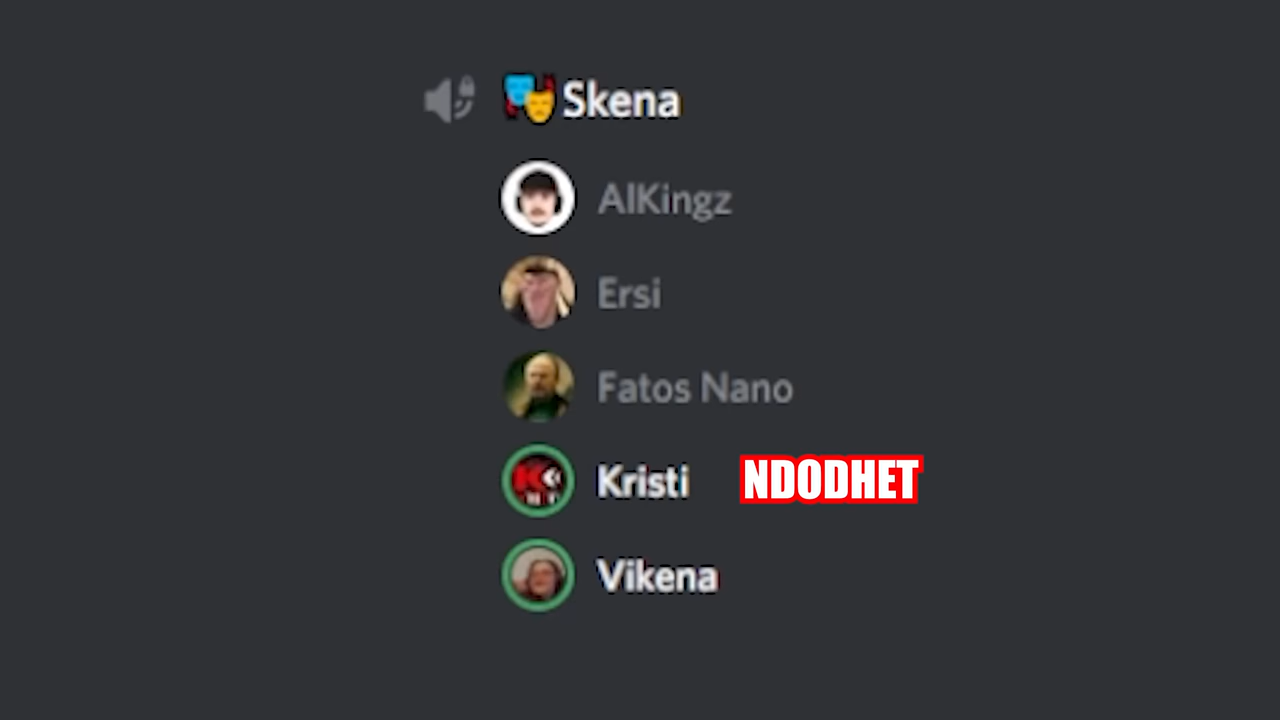 Skena
AlKingz
Ersi
Fatos Nano
Kristi NDODHET
Vikena